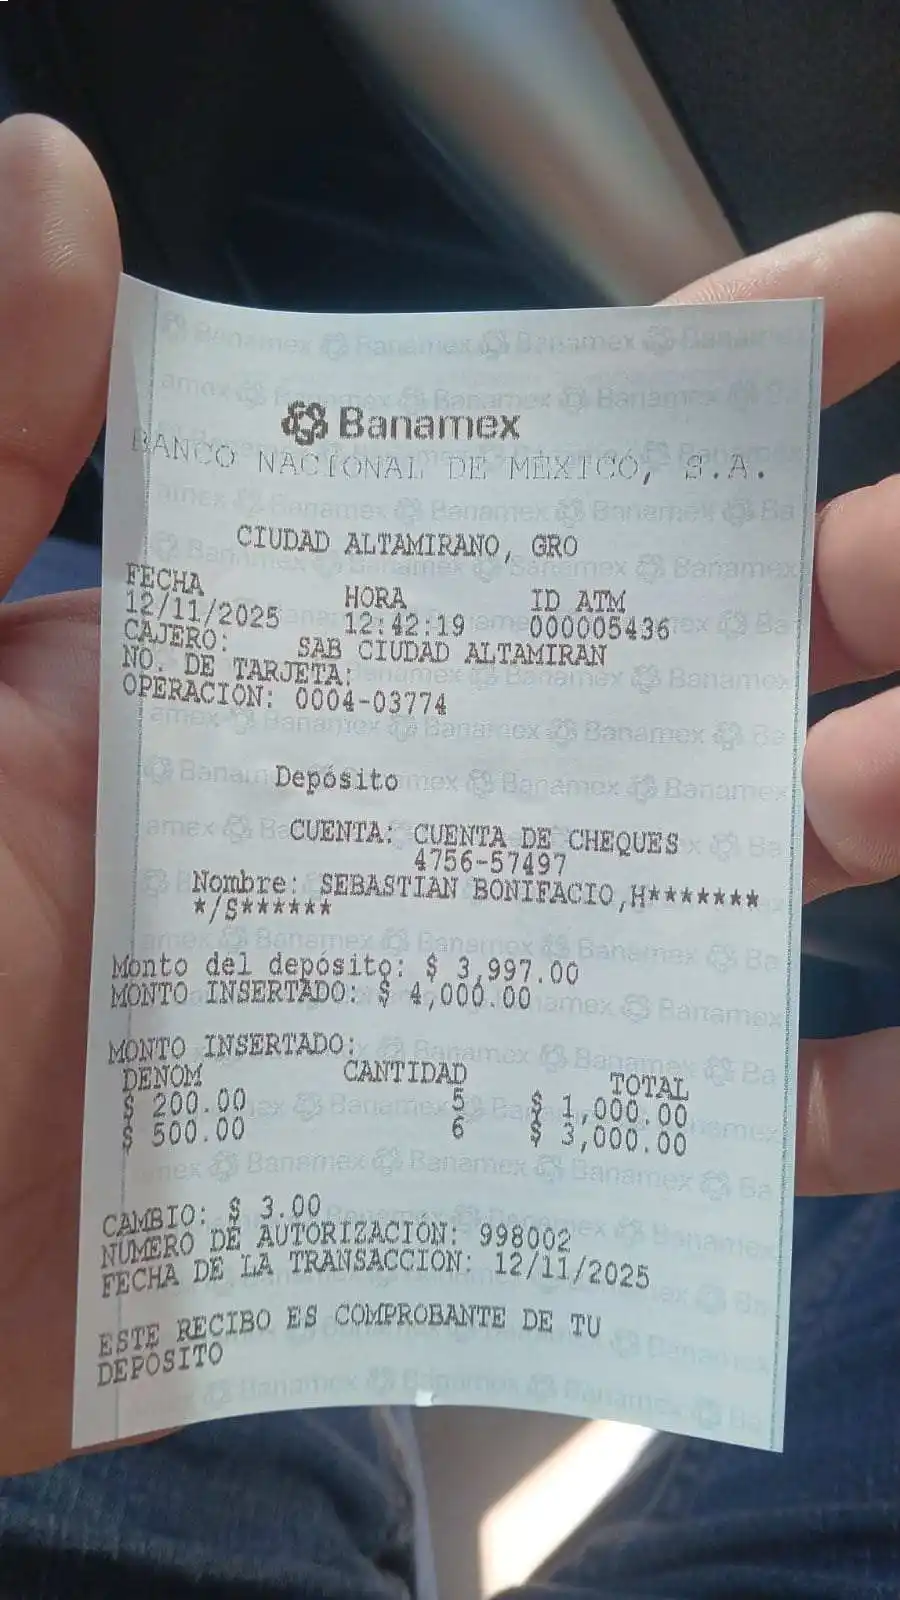 Banamex
BANCO NACIONAL DE MEXICO, S.A.
CIUDAD ALTAMIRANO, GRO
FECHA HORA ID ATM
12/11/2025 12:42:19 000005436
CAJERO: SAB CIUDAD ALTAMIRAN
NO. DE TARJETA:
OPERACION: 0004-03774
Depósito
CUENTA: CUENTA DE CHEQUES
4756-57497
Nombre: SEBASTIAN BONIFACIO,H*******
*/S******
Monto del depósito: $ 3,997.00
MONTO INSERTADO: $ 4,000.00
MONTO INSERTADO:
DENOM CANTIDAD TOTAL
$ 200.00 5 $ 1,000.00
$ 500.00 6 $ 3,000.00
CAMBIO: $ 3.00
NUMERO DE AUTORIZACION: 998002
FECHA DE LA TRANSACCION: 12/11/2025
ESTE RECIBO ES COMPROBANTE DE TU
DEPOSITO